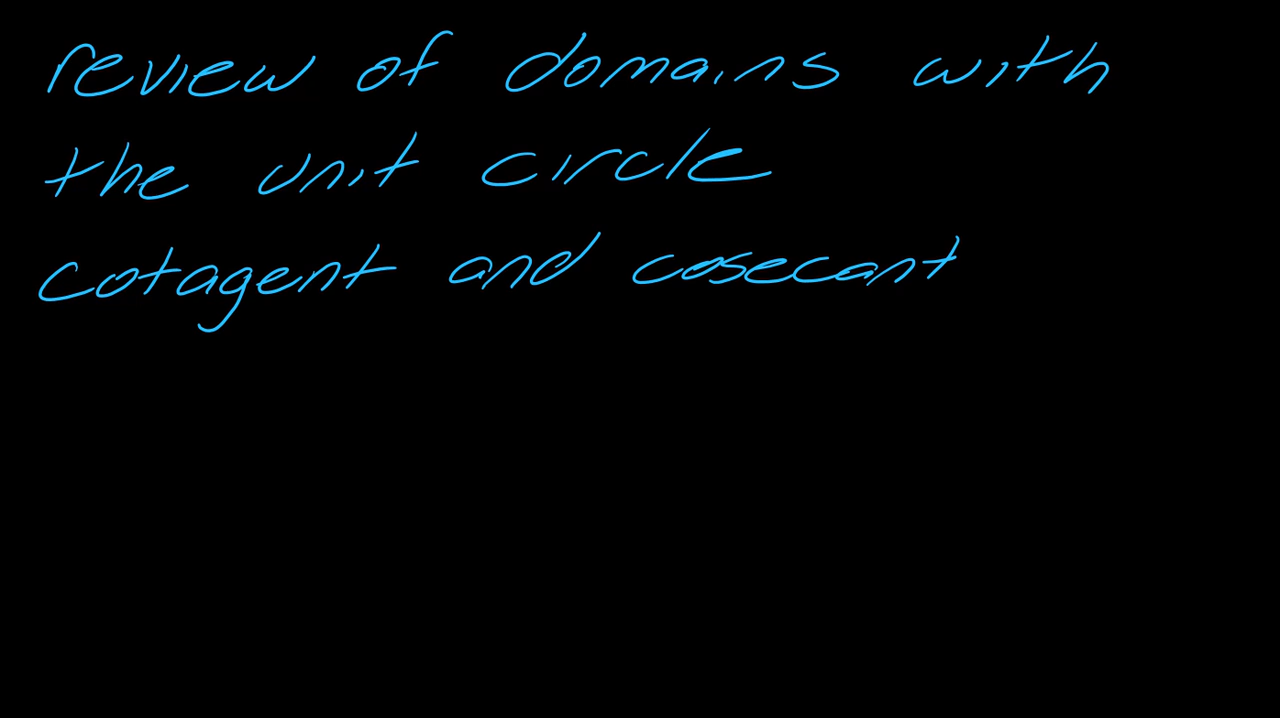 review of domains with
the unit circle
cotagent and cosecant